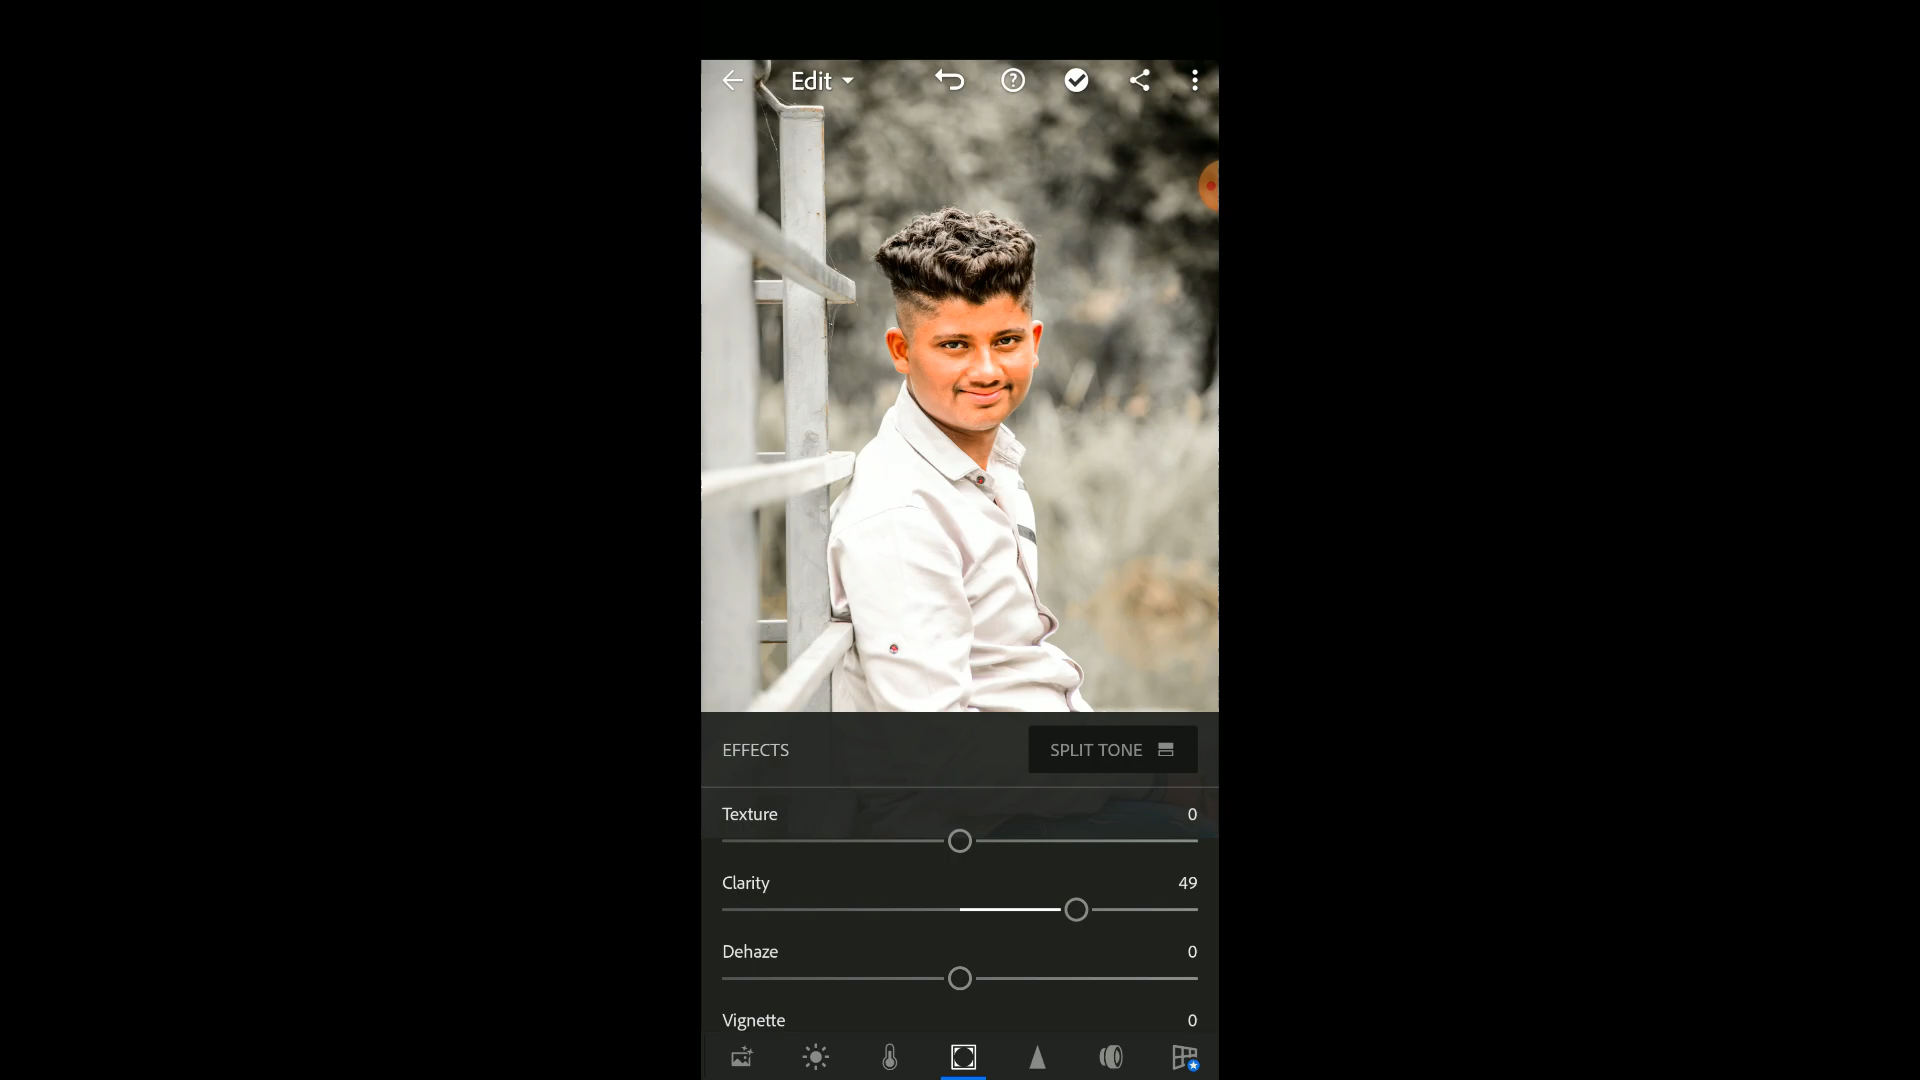 Edit
EFFECTS
SPLIT TONE
Texture 0
Clarity 49
Dehaze 0
Vignette 0